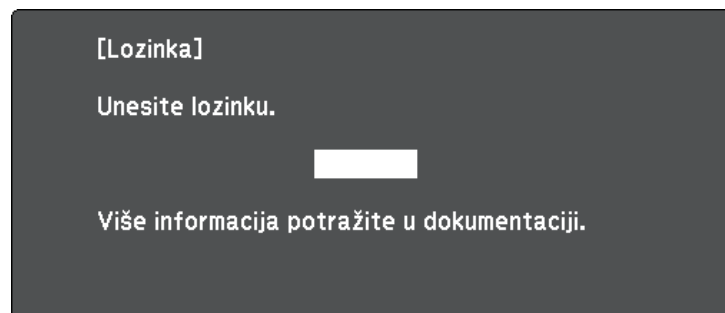 [Lozinka]
Unesite lozinku.
Više informacija potražite u dokumentaciji.